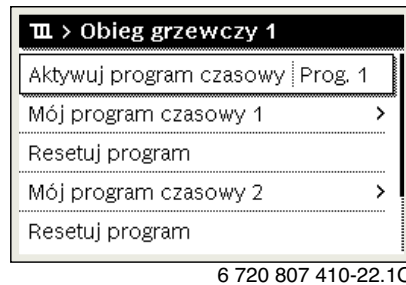 > Obieg grzewczy 1
Aktywuj program czasowy Prog. 1
Mój program czasowy 1 >
Resetuj program
Mój program czasowy 2 >
Resetuj program
6 720 807 410-22.1O